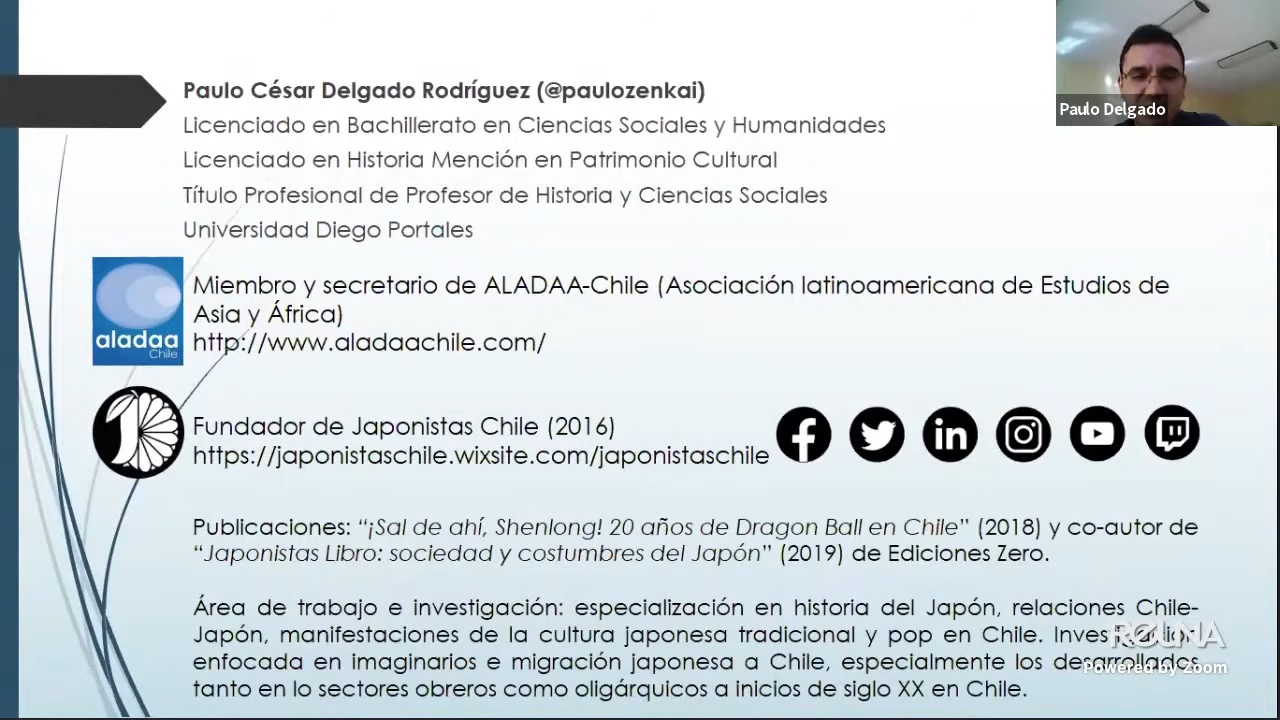 Paulo César Delgado Rodríguez (@paulozenkai)
Licenciado en Bachillerato en Ciencias Sociales y Humanidades
Licenciado en Historia Mención en Patrimonio Cultural
Título Profesional de Profesor de Historia y Ciencias Sociales
Universidad Diego Portales
Paulo Delgado
aladaa
Chile
Miembro y secretario de ALADAA-Chile (Asociación latinoamericana de Estudios de
Asia y África)
http://www.aladaachile.com/
Fundador de Japonistas Chile (2016)
https://japonistaschile.wixsite.com/japonistaschile
Publicaciones: “¡Sal de ahí, Shenlong! 20 años de Dragon Ball en Chile” (2018) y co-autor de
“Japonistas Libro: sociedad y costumbres del Japón” (2019) de Ediciones Zero.
Área de trabajo e investigación: especialización en historia del Japón, relaciones Chile-
Japón, manifestaciones de la cultura japonesa tradicional y pop en Chile.
enfocada en imaginarios e migración japonesa a Chile, especialmente los
tanto en lo sectores obreros como oligárquicos a inicios de siglo XX en Chile.
REUNA
Powered by Zoom